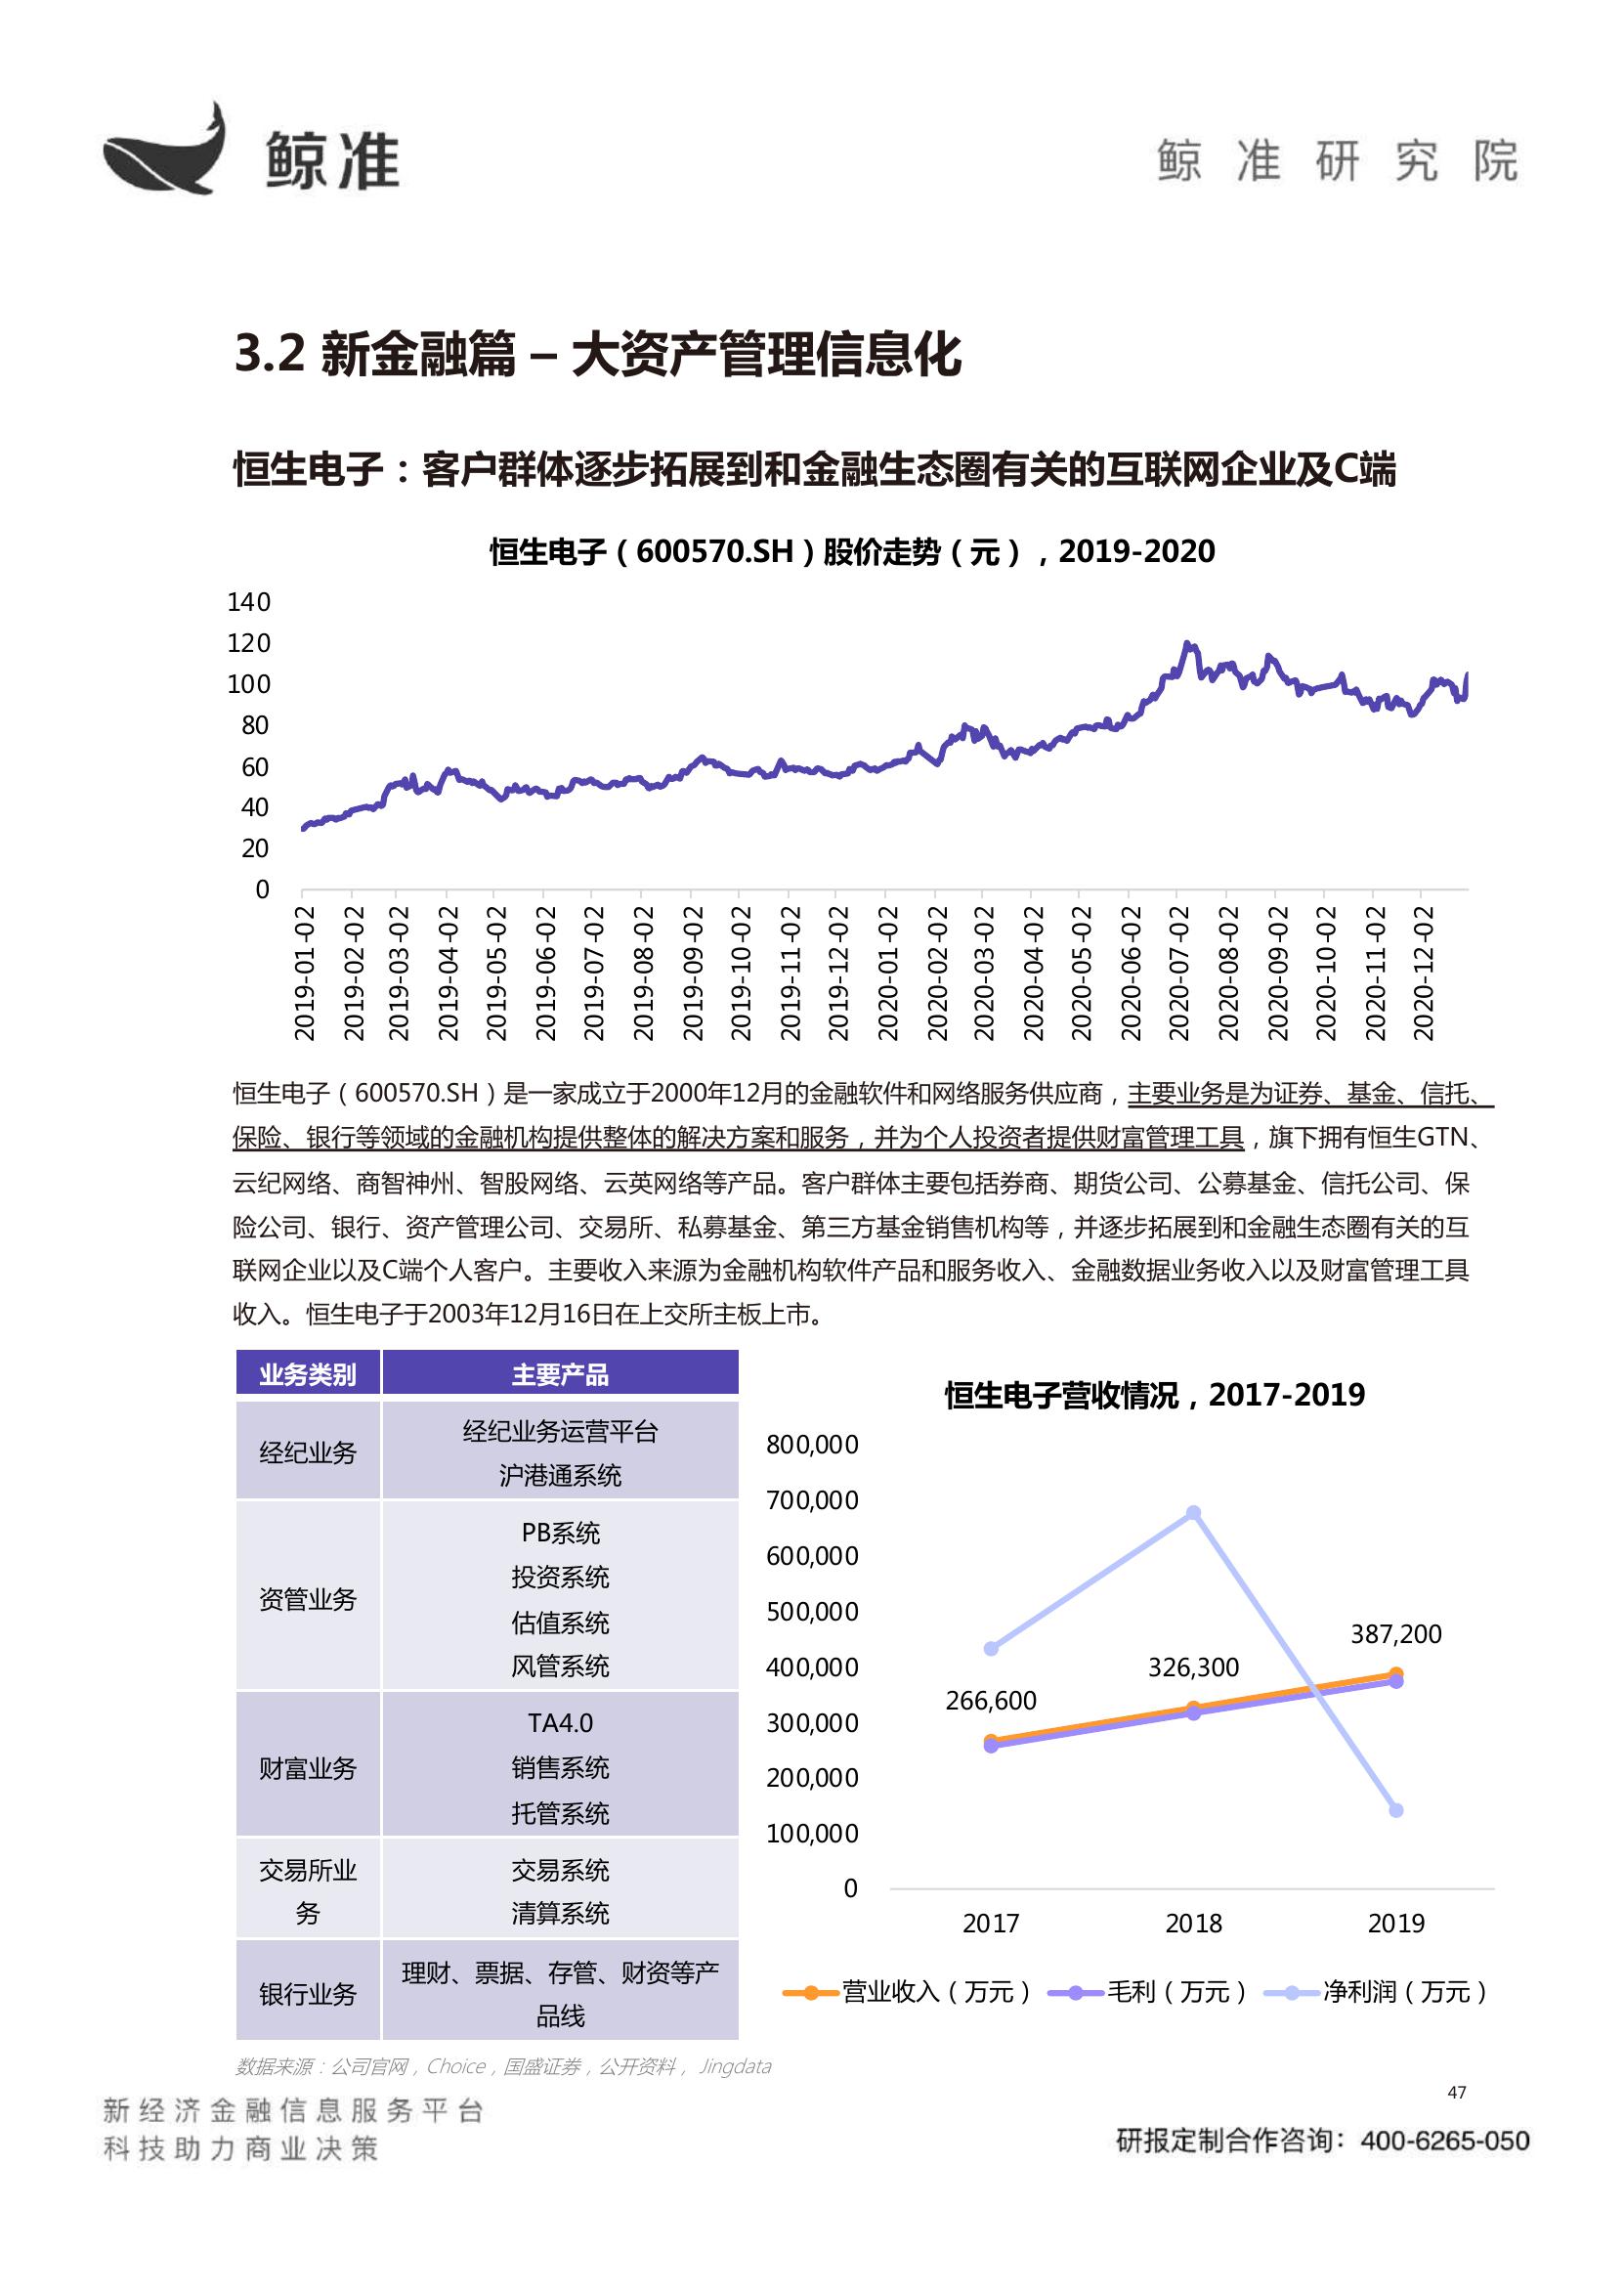 鲸准
鲸准研究院
3.2 新金融篇 – 大资产管理信息化
恒生电子：客户群体逐步拓展到和金融生态圈有关的互联网企业及C端
恒生电子（600570.SH）股价走势（元），2019-2020
140
120
100
80
60
40
20
0
2019-01-02
2019-02-02
2019-03-02
2019-04-02
2019-05-02
2019-06-02
2019-07-02
2019-08-02
2019-09-02
2019-10-02
2019-11-02
2019-12-02
2020-01-02
2020-02-02
2020-03-02
2020-04-02
2020-05-02
2020-06-02
2020-07-02
2020-08-02
2020-09-02
2020-10-02
2020-11-02
2020-12-02
恒生电子（600570.SH）是一家成立于2000年12月的金融软件和网络服务供应商，主要业务是为证券、基金、信托、
保险、银行等领域的金融机构提供整体的解决方案和服务，并为个人投资者提供财富管理工具，旗下拥有恒生GTN、
云纪网络、商智神州、智股网络、云英网络等产品。客户群体主要包括券商、期货公司、公募基金、信托公司、保
险公司、银行、资产管理公司、交易所、私募基金、第三方基金销售机构等，并逐步拓展到和金融生态圈有关的互
联网企业以及C端个人客户。主要收入来源为金融机构软件产品和服务收入、金融数据业务收入以及财富管理工具
收入。恒生电子于2003年12月16日在上交所主板上市。
业务类别 主要产品
经纪业务
经纪业务运营平台
沪港通系统
资管业务
PB系统
投资系统
估值系统
风管系统
财富业务
TA4.0
销售系统
托管系统
交易所业
务
交易系统
清算系统
银行业务
理财、票据、存管、财资等产
品线
恒生电子营收情况，2017-2019
800,000
700,000
600,000
500,000
400,000
300,000
200,000
100,000
0
266,600
326,300
387,200
2017 2018 2019
营业收入（万元） 毛利（万元） 净利润（万元）
数据来源：公司官网，Choice，国盛证券，公开资料， Jingdata
47
新经济金融信息服务平台
科技助力商业决策
研报定制合作咨询：400-6265-050